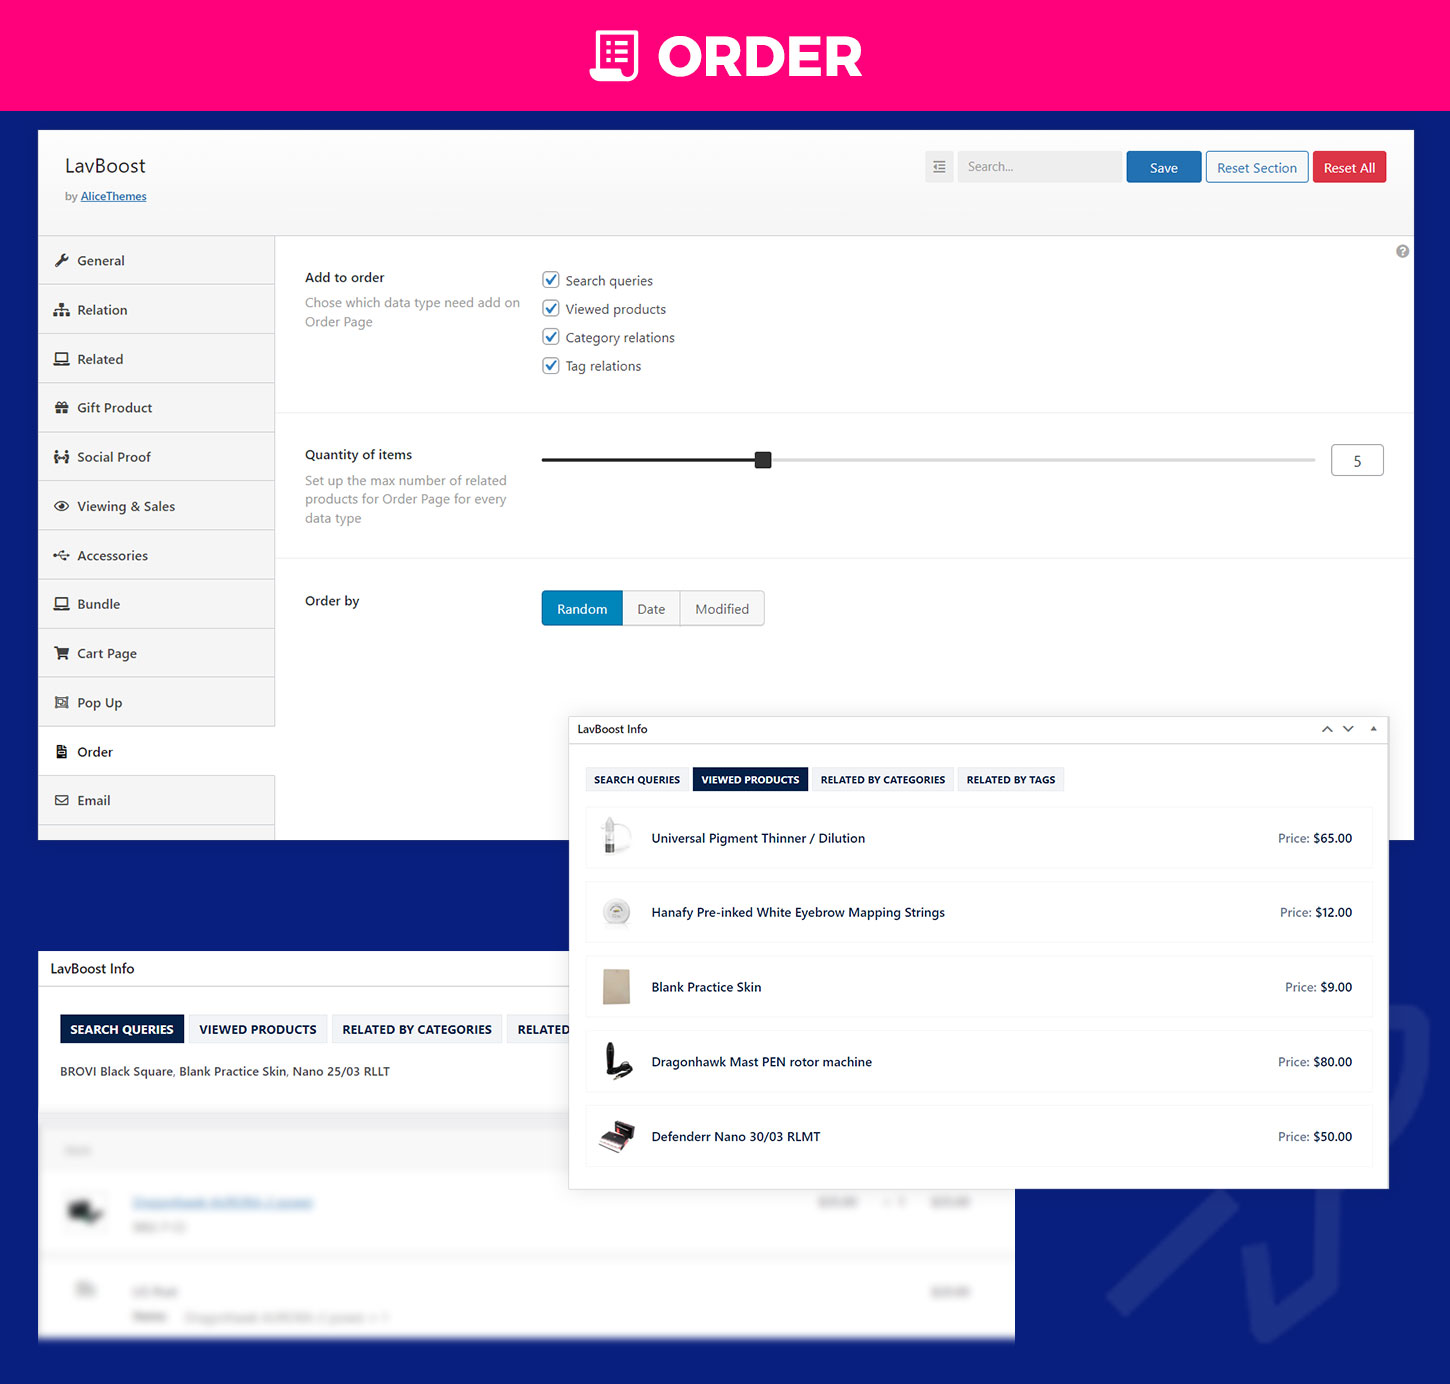 ORDER
LavBoost
by AliceThemes
Search...
Save
Reset Section
Reset All
General
Relation
Related
Gift Product
Social Proof
Viewing & Sales
Accessories
Bundle
Cart Page
Pop Up
Order
Email
Add to order
Chose which data type need add on
Order Page
Search queries
Viewed products
Category relations
Tag relations
Quantity of items
Set up the max number of related
products for Order Page for every
data type
5
Order by
Random
Date
Modified
LavBoost Info
SEARCH QUERIES
VIEWED PRODUCTS
RELATED BY CATEGORIES
RELATED BY TAGS
Universal Pigment Thinner / Dilution
Price: $65.00
Hanafy Pre-inked White Eyebrow Mapping Strings
Price: $12.00
Blank Practice Skin
Price: $9.00
Dragonhawk Mast PEN rotor machine
Price: $80.00
Defenderr Nano 30/03 RLMT
Price: $50.00
LavBoost Info
SEARCH QUERIES
VIEWED PRODUCTS
RELATED BY CATEGORIES
RELATED
BROVI Black Square, Blank Practice Skin, Nano 25/03 RLLT